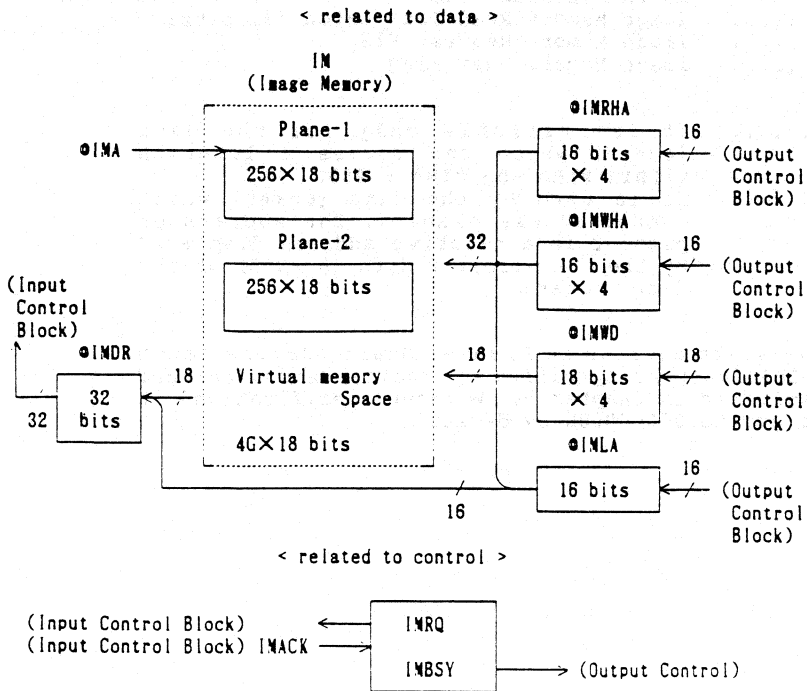 < related to data >
IM
(Image Memory)
Plane-1
256×18 bits
@IMA
Plane-2
256×18 bits
Virtual memory
Space
4G×18 bits
@IMRHA
16 bits
× 4
16
(Output
Control
Block)
32
@IMWHA
16 bits
× 4
16
(Output
Control
Block)
18
@IMWD
18 bits
× 4
18
(Output
Control
Block)
@IMLA
16 bits
16
(Output
Control
Block)
16
(Input
Control
Block)
@IMDR
32
bits
18
32
< related to control >
(Input Control Block)
(Input Control Block) IMACK
IMRQ
IMBSY
(Output Control)